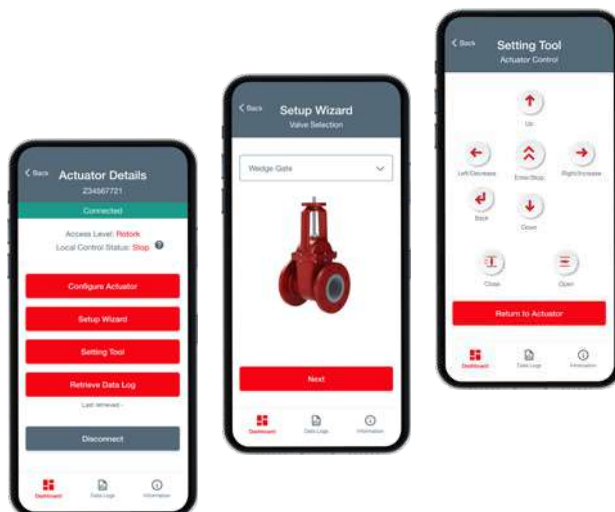 < Back
Actuator Details
Z34567721
Connected
Access Level: Rotork
Local Control Status: Stop ?
Configure Actuator
Setup Wizard
Setting Tool
Retrieve Data Log
Last retrieved -
Disconnect
Dashboard Data Logs Information
< Back
Setup Wizard
Valve Selection
Wedge Gate
Next
Dashboard Data Logs Information
< Back
Setting Tool
Actuator Control
Up
Left/Decrease Enter/Stop Right/Increase
Back Down
Close Open
Return to Actuator
Dashboard Data Logs Information